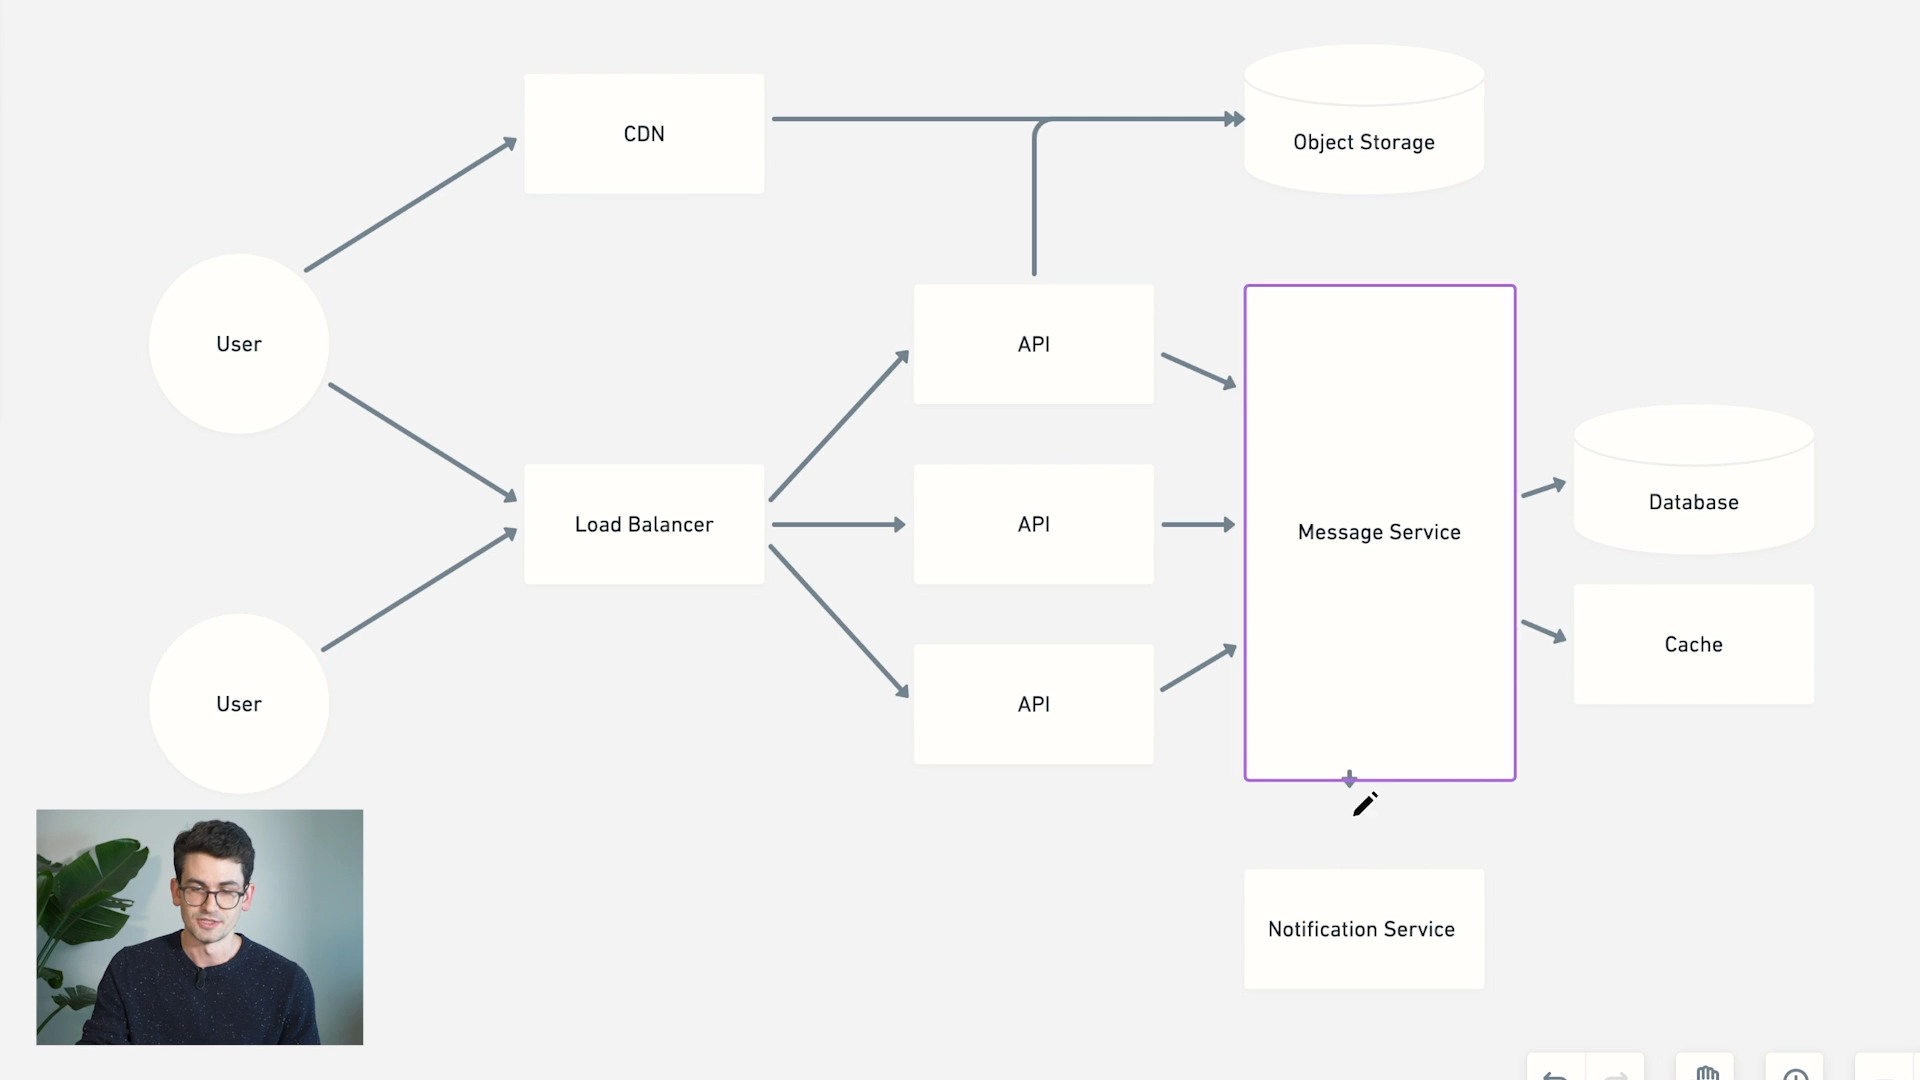 CDN
Object Storage
User
API
Load Balancer
API
Message Service
Database
Cache
User
API
Notification Service